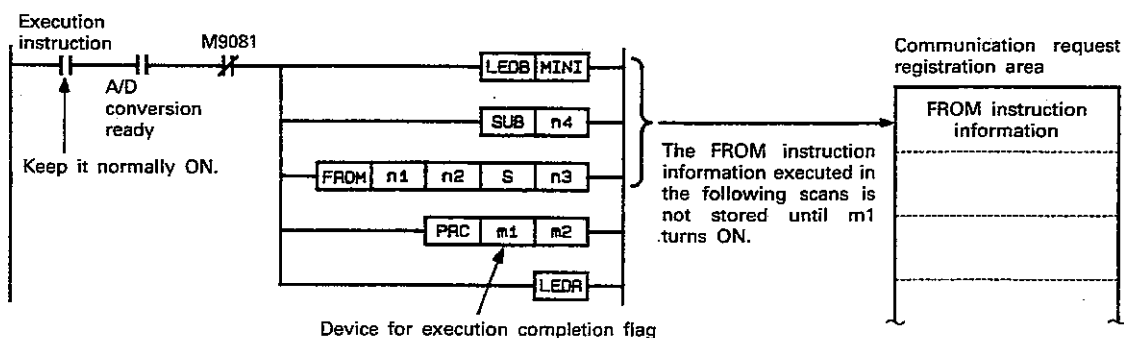 Execution
instruction
M9081
A/D
conversion
ready
Keep it normally ON.
LEDB MINI
SUB n4
FROM n1 n2 S n3
PRC m1 m2
LEDR
Device for execution completion flag
The FROM instruction
information executed in
the following scans is
not stored until m1
turns ON.
Communication request
registration area
FROM instruction
information